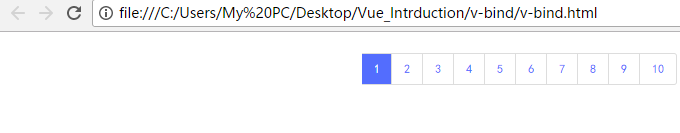 file:///C:/Users/My%20PC/Desktop/Vue_Intrduction/v-bind/v-bind.html
1 2 3 4 5 6 7 8 9 10